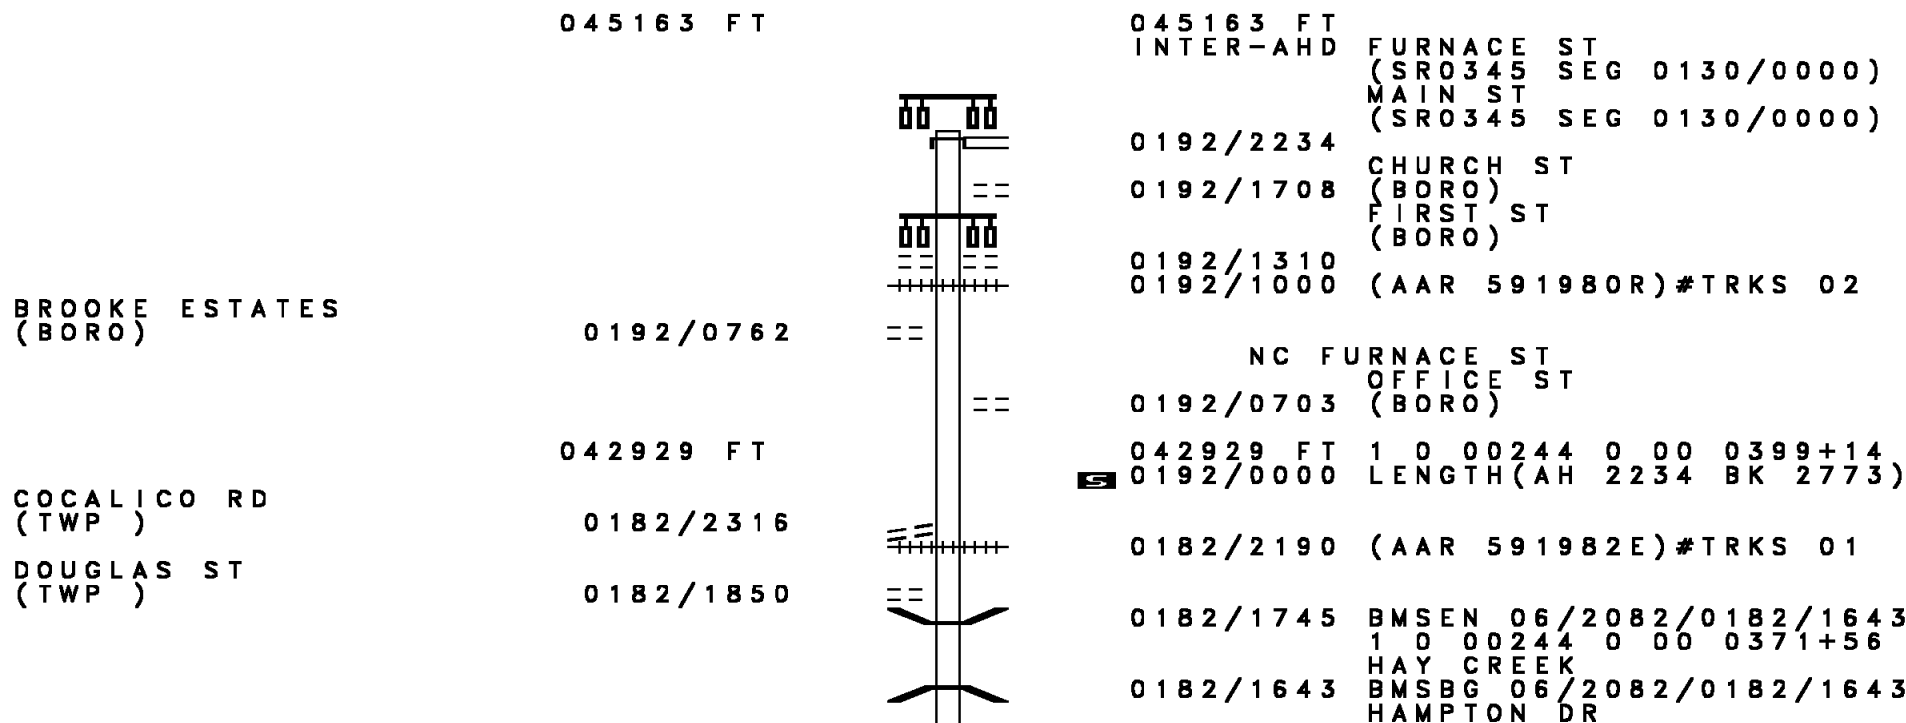 045163 FT 045163 FT
INTER-AHD FURNACE ST
(SR0345 SEG 0130/0000)
MAIN ST
(SR0345 SEG 0130/0000)
0192/2234
CHURCH ST
0192/1708 (BORO)
FIRST ST
(BORO)
0192/1310
0192/1000 (AAR 591980R)#TRKS 02
BROOKE ESTATES
(BORO) 0192/0762
NC FURNACE ST
OFFICE ST
0192/0703 (BORO)
042929 FT 042929 FT 1 0 00244 0 00 0399+14
S 0192/0000 LENGTH(AH 2234 BK 2773)
COCALICO RD
(TWP ) 0182/2316
0182/2190 (AAR 591982E)#TRKS 01
DOUGLAS ST
(TWP ) 0182/1850
0182/1745 BMSEN 06/2082/0182/1643
1 0 00244 0 00 0371+56
HAY CREEK
0182/1643 BMSBG 06/2082/0182/1643
HAMPTON DR